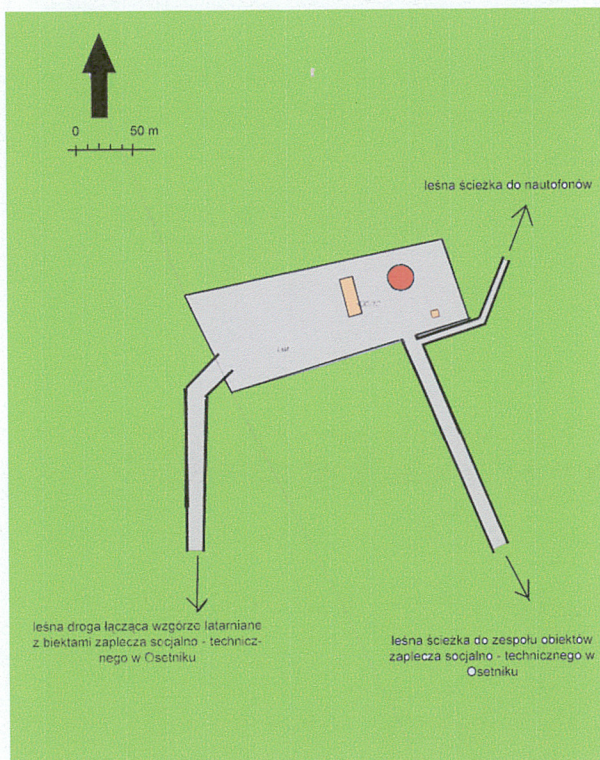 0 50 m
leśna ścieżka do nautofonów
leśna droga łącząca wzgórze latarniane
z biektami zaplecza socjalno - technicz-
nego w Osetniku
leśna ścieżka do zespołu obiektów
zaplecza socjalno - technicznego w
Osetniku